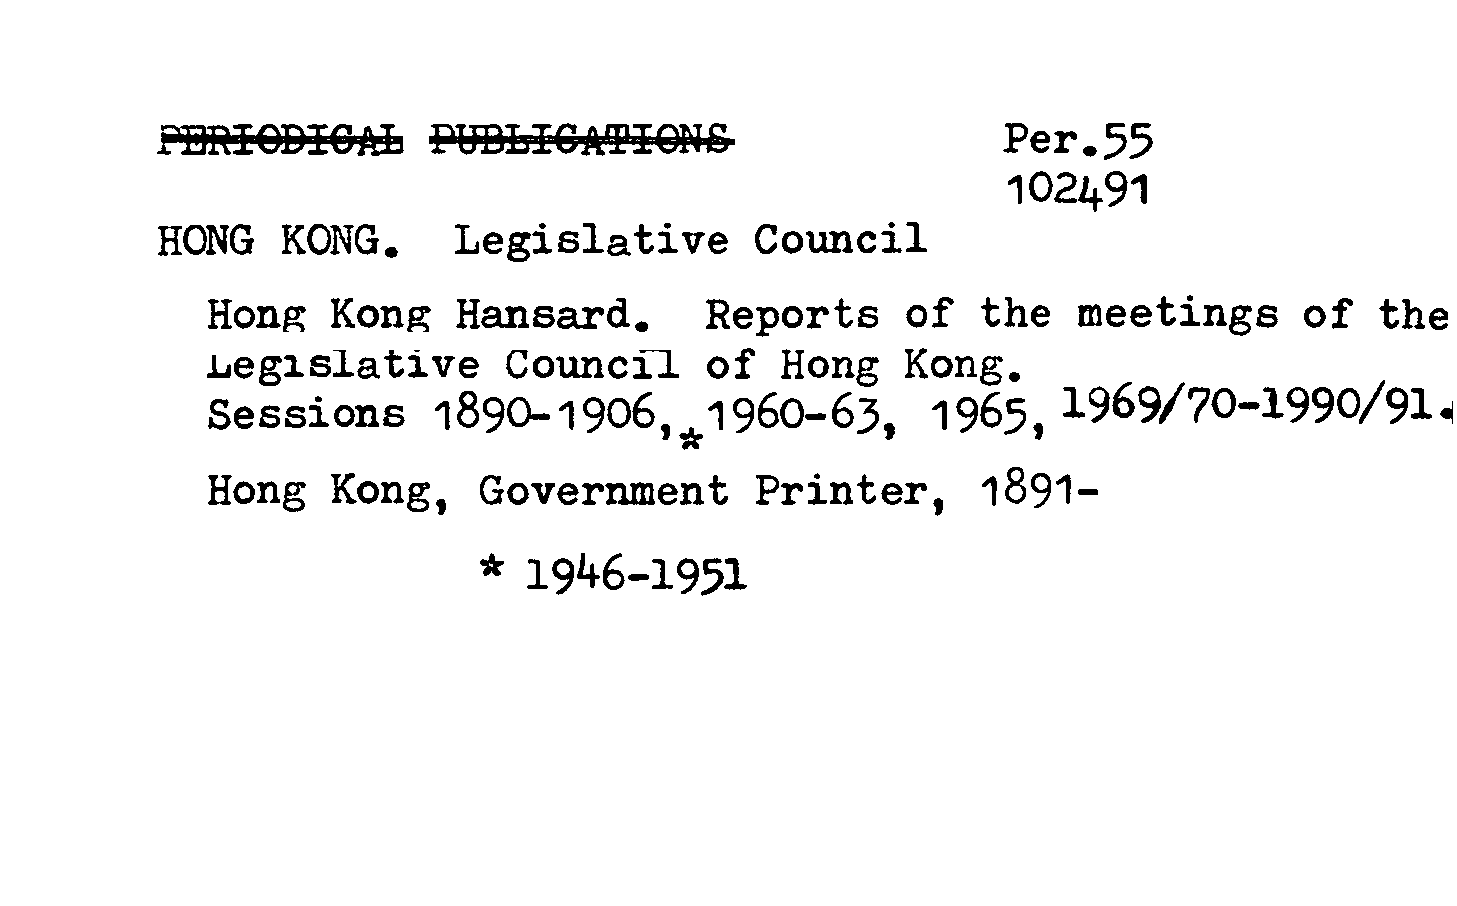 PERIODICAL PUBLICATIONS Per.55
102491
HONG KONG. Legislative Council
Hong Kong Hansard. Reports of the meetings of the
Legislative Council of Hong Kong.
Sessions 1890-1906,*1960-63, 1965, 1969/70-1990/91.
Hong Kong, Government Printer, 1891-
* 1946-1951